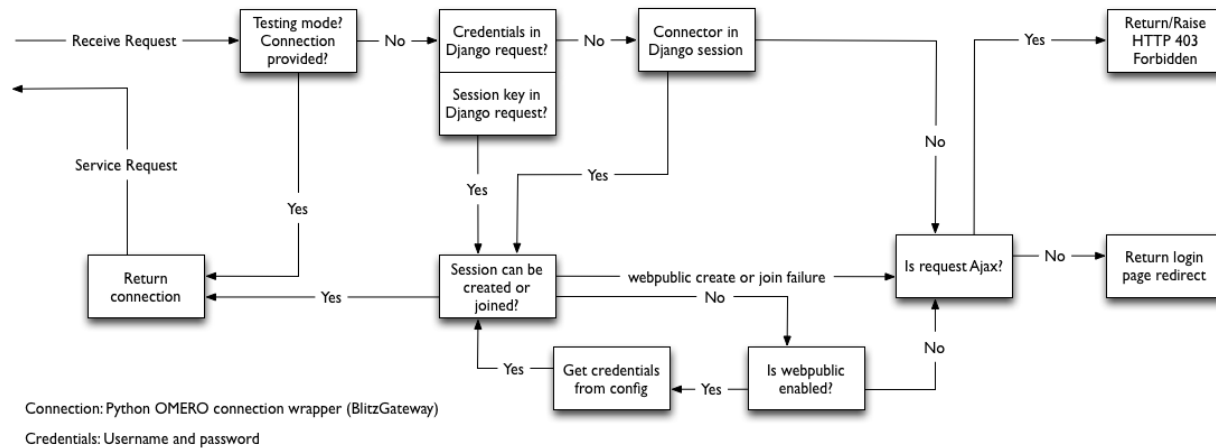 Receive Request
Testing mode?
Connection
provided?
No
Credentials in
Django request?
Session key in
Django request?
No
Connector in
Django session
Yes
Return/Raise
HTTP 403
Forbidden
Service Request
Yes
Yes
Yes
No
Return
connection
Yes
Session can be
created or
joined?
webpublic create or join failure
No
Is request Ajax?
No
Return login
page redirect
Yes
Get credentials
from config
Yes
Is webpublic
enabled?
No
Connection: Python OMERO connection wrapper (BlitzGateway)
Credentials: Username and password